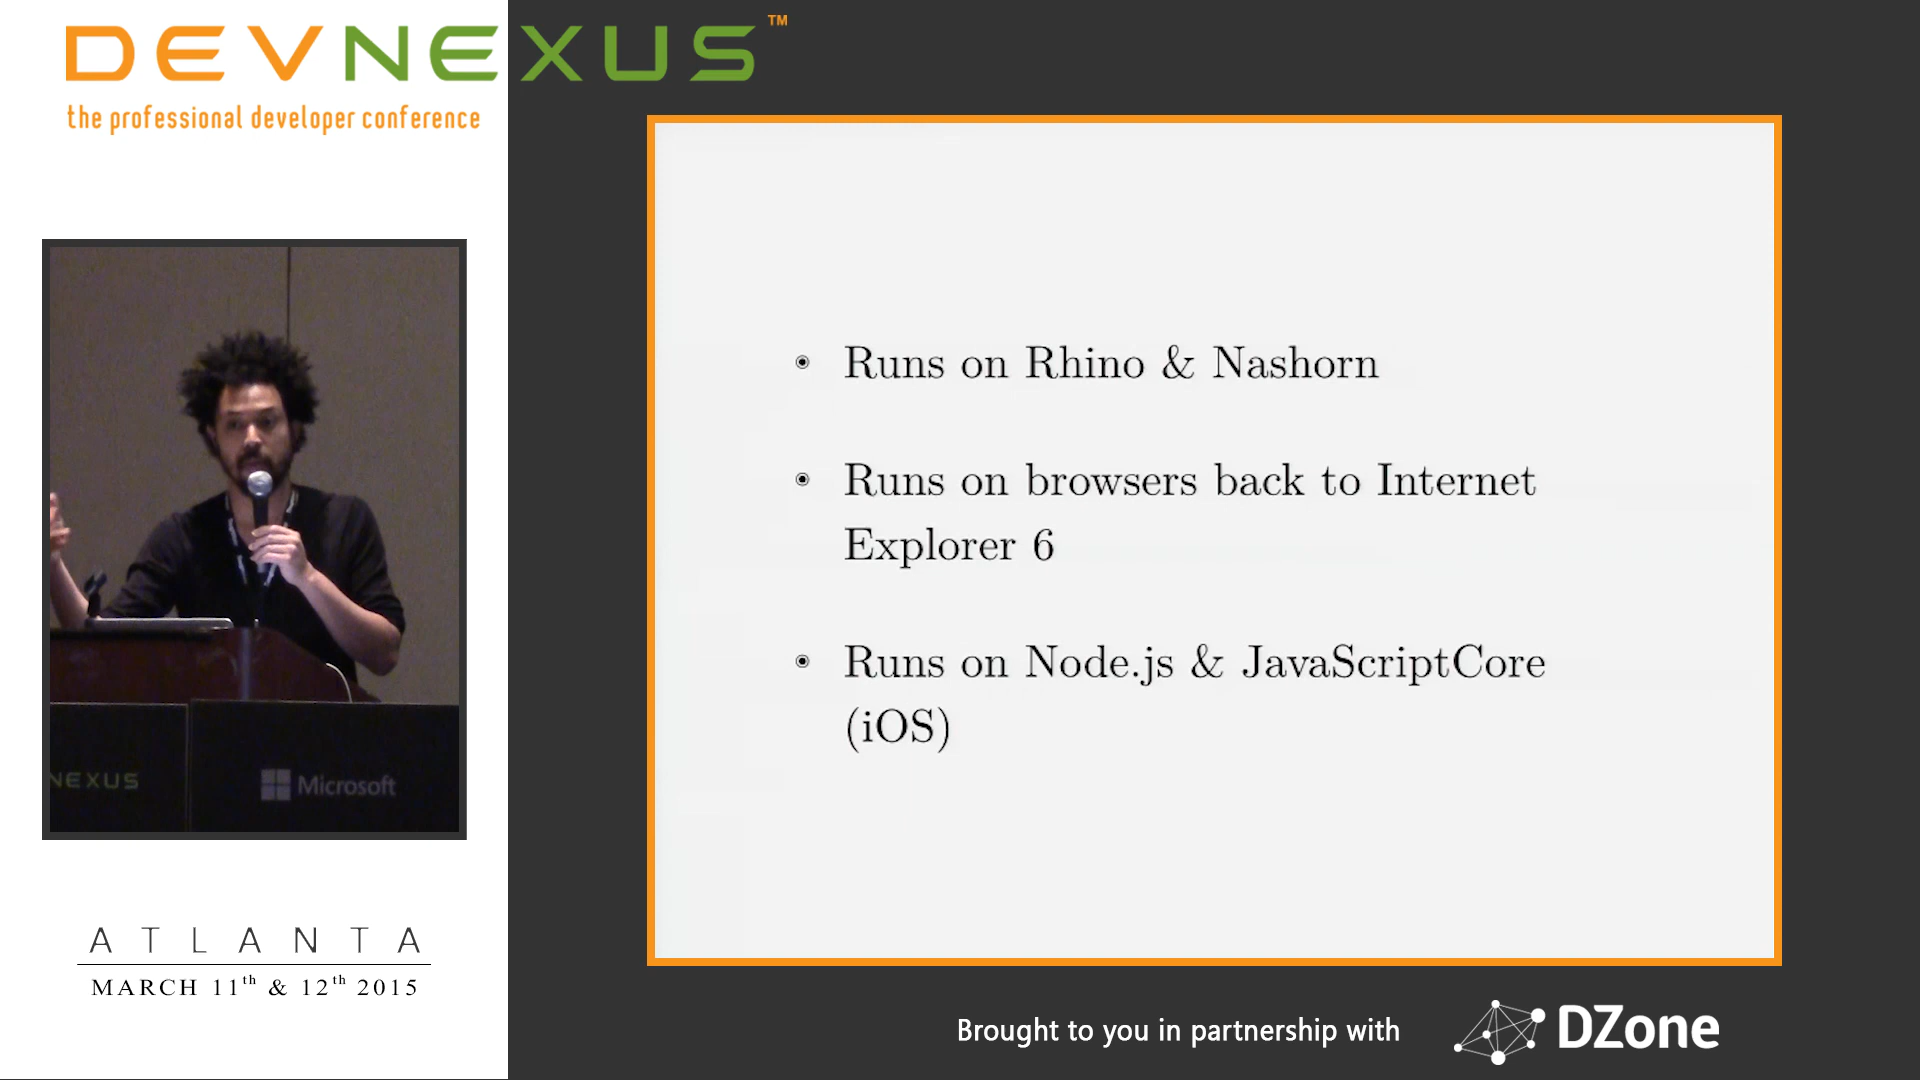 DEVNEXUS™
the professional developer conference
Runs on Rhino & Nashorn
Runs on browsers back to Internet
Explorer 6
Runs on Node.js & JavaScriptCore
(iOS)
NEXUS
Microsoft
ATLANTA
MARCH 11th & 12th 2015
Brought to you in partnership with
DZone